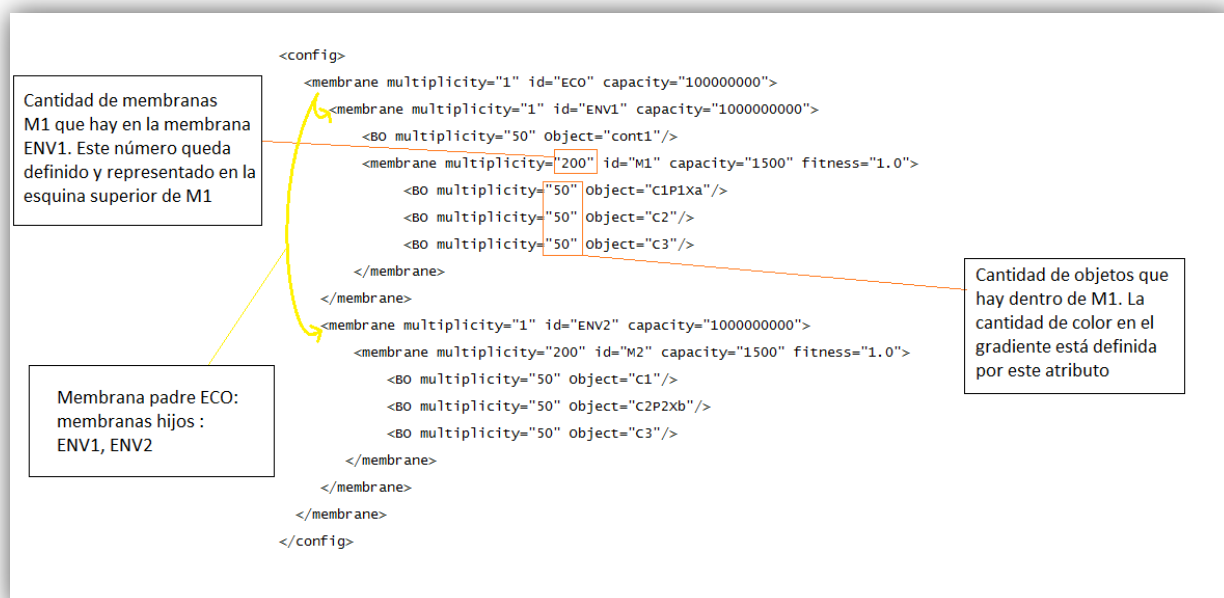 <config>
<membrane multiplicity="1" id="ECO" capacity="100000000">
Cantidad de membranas
M1 que hay en la membrana
ENV1. Este número queda
definido y representado en la
esquina superior de M1
<membrane multiplicity="1" id="ENV1" capacity="1000000000">
<BO multiplicity="50" Object="cont1"/>
<membrane multiplicity="200" id="M1" capacity="1500" fitness="1.0">
<BO multiplicity="50" Object="C1P1Xa"/>
<BO multiplicity="50" Object="C2"/>
<BO multiplicity="50" Object="C3"/>
</membrane>
</membrane>
Cantidad de objetos que
hay dentro de M1. La
cantidad de color en el
gradiente está definida
por este atributo
<membrane multiplicity="1" id="ENV2" capacity="1000000000">
<membrane multiplicity="200" id="M2" capacity="1500" fitness="1.0">
<BO multiplicity="50" Object="C1"/>
<BO multiplicity="50" Object="C2P2Xb"/>
<BO multiplicity="50" Object="C3"/>
Membrana padre ECO:
membranas hijos :
ENV1, ENV2
</membrane>
</membrane>
</membrane>
</config>